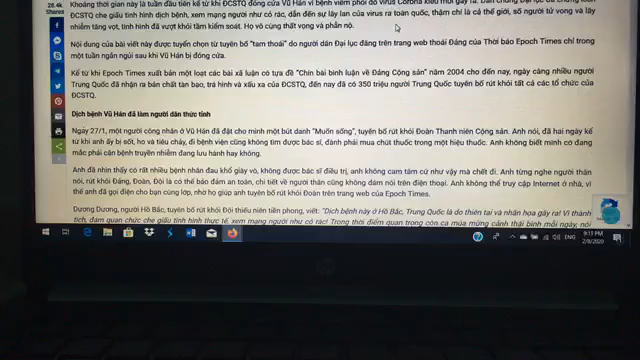 28.4k
Shares
Khoảng thời gian này là tuần đầu tiên kể từ khi ĐCSTQ đóng cửa Vũ Hán vì bệnh viêm phổi do virus Corona kiểu mới gây ra.
ĐCSTQ che giấu tình hình dịch bệnh, xem mạng người như cỏ rác, dẫn đến sự lây lan của virus ra toàn quốc, thậm chí là cả thế giới, số người tử vong và lây
nhiễm tăng vọt, tình hình đã vượt khỏi tầm kiểm soát. Họ vô cùng thất vọng và phẫn nộ.
Nội dung của bài viết này được tuyển chọn từ tuyên bố "tam thoái" do người dân Đại lục đăng trên trang web thoái Đảng của Thời báo Epoch Times chỉ trong
một tuần ngắn ngủi sau khi Vũ Hán bị đóng cửa.
Kể từ khi Epoch Times xuất bản một loạt các bài xã luận có tựa đề "Chín bài bình luận về Đảng Cộng sản" năm 2004 cho đến nay, ngày càng nhiều người
Trung Quốc đã nhận ra bản chất tàn bạo, trá hình và xấu xa của ĐCSTQ, đến nay đã có 350 triệu người Trung Quốc tuyên bố rút khỏi tất cả các tổ chức của
ĐCSTQ.
Dịch bệnh Vũ Hán đã làm người dân thức tỉnh
Ngày 27/1, một người công nhân ở Vũ Hán đã đặt cho mình một bút danh "Muốn sống", tuyên bố rút khỏi Đoàn Thanh niên Cộng sản. Anh nói, đã hai ngày kể
từ khi anh ấy bị sốt, ho và tiêu chảy, đi bệnh viện cũng không tìm được bác sĩ, đành phải mua chút thuốc trong một hiệu thuốc. Anh không biết mình có đang
mắc phải căn bệnh truyền nhiễm đang lưu hành hay không.
Anh đã nhìn thấy có rất nhiều bệnh nhân đau khổ giày vò, không được bác sĩ điều trị, anh không cam tâm cứ như vậy mà chết đi. Anh từng nghe người thân
nói, rút khỏi Đảng, Đoàn, Đội là có thể bảo đảm an toàn, chi tiết về người thân cũng không dám nói trên điện thoại. Anh không thể truy cập Internet ở nhà, vì
thế anh đã gọi điện cho bạn cùng lớp, nhờ họ giúp anh tuyên bố rút khỏi Đoàn trên trang web của Epoch Times.
Dương Dương, người Hồ Bắc, tuyên bố rút khỏi Đội thiếu niên tiền phong, viết: "Dịch bệnh này ở Hồ Bắc, Trung Quốc là do thiên tai và nhân họa gây ra! Vì thành
tích, đám quan chức che giấu tình hình thực tế, xem mạng người như cỏ rác! Trong thời điểm quan trọng còn ca múa mừng cảnh thái bình mỗi ngày, nói
ENG
9:13 PM
2/8/2020
hp